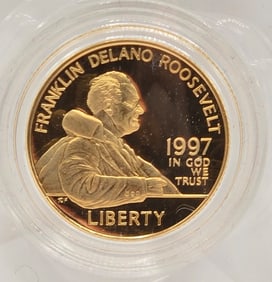 FRANKLIN DELANO ROOSEVELT
1997
IN GOD
WE
TRUST
LIBERTY